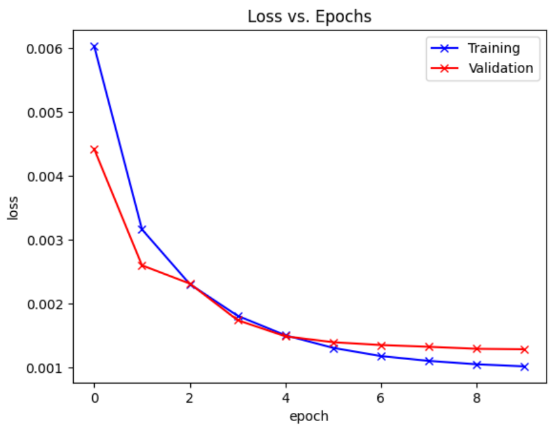 Loss vs. Epochs
Training
Validation
0.006
0.005
0.004
0.003
0.002
0.001
loss
0 2 4 6 8
epoch